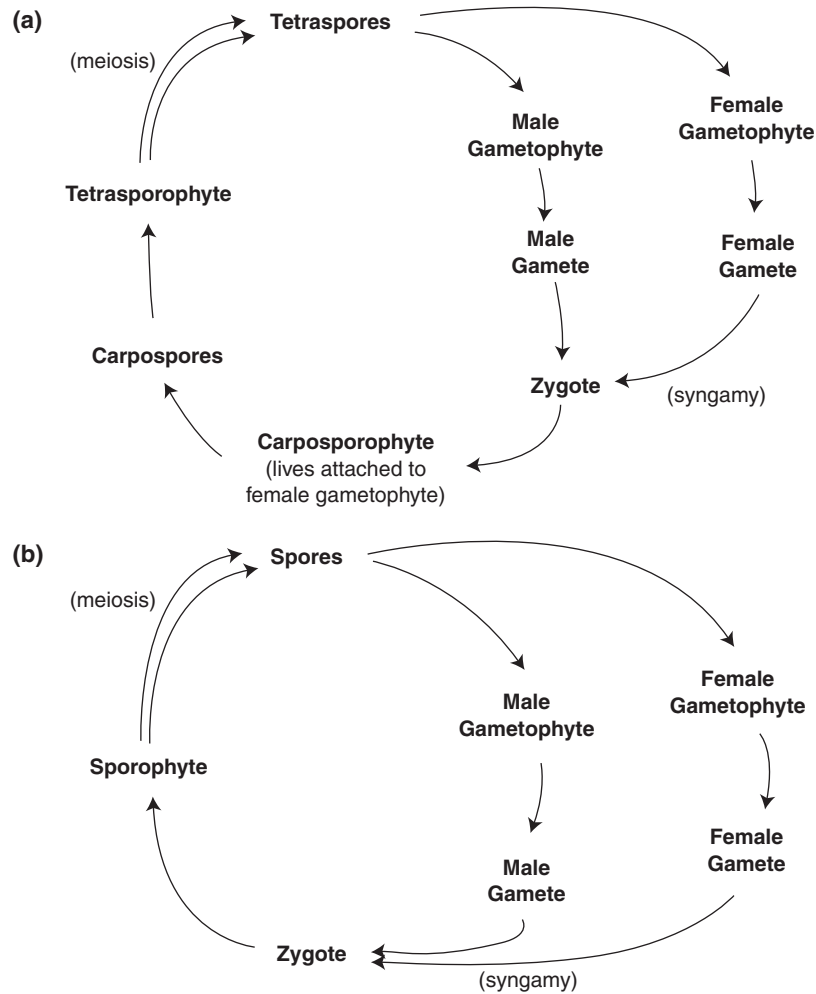 (a)
Tetraspores
(meiosis)
Male
Gametophyte
Female
Gametophyte
Tetrasporophyte
Male
Gamete
Female
Gamete
Carpospores
Zygote
(syngamy)
Carposporophyte
(lives attached to
female gametophyte)
(b)
Spores
(meiosis)
Male
Gametophyte
Female
Gametophyte
Sporophyte
Male
Gamete
Female
Gamete
Zygote
(syngamy)